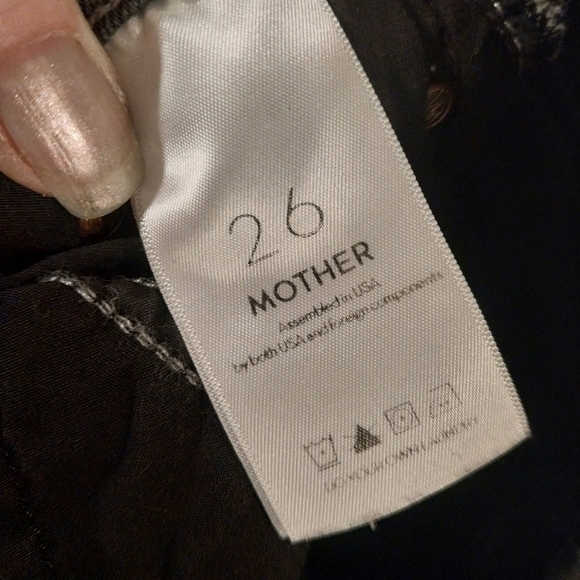 26
MOTHER
Assembled in USA
by both USA and foreign components
DO YOUR OWN LAUNDRY